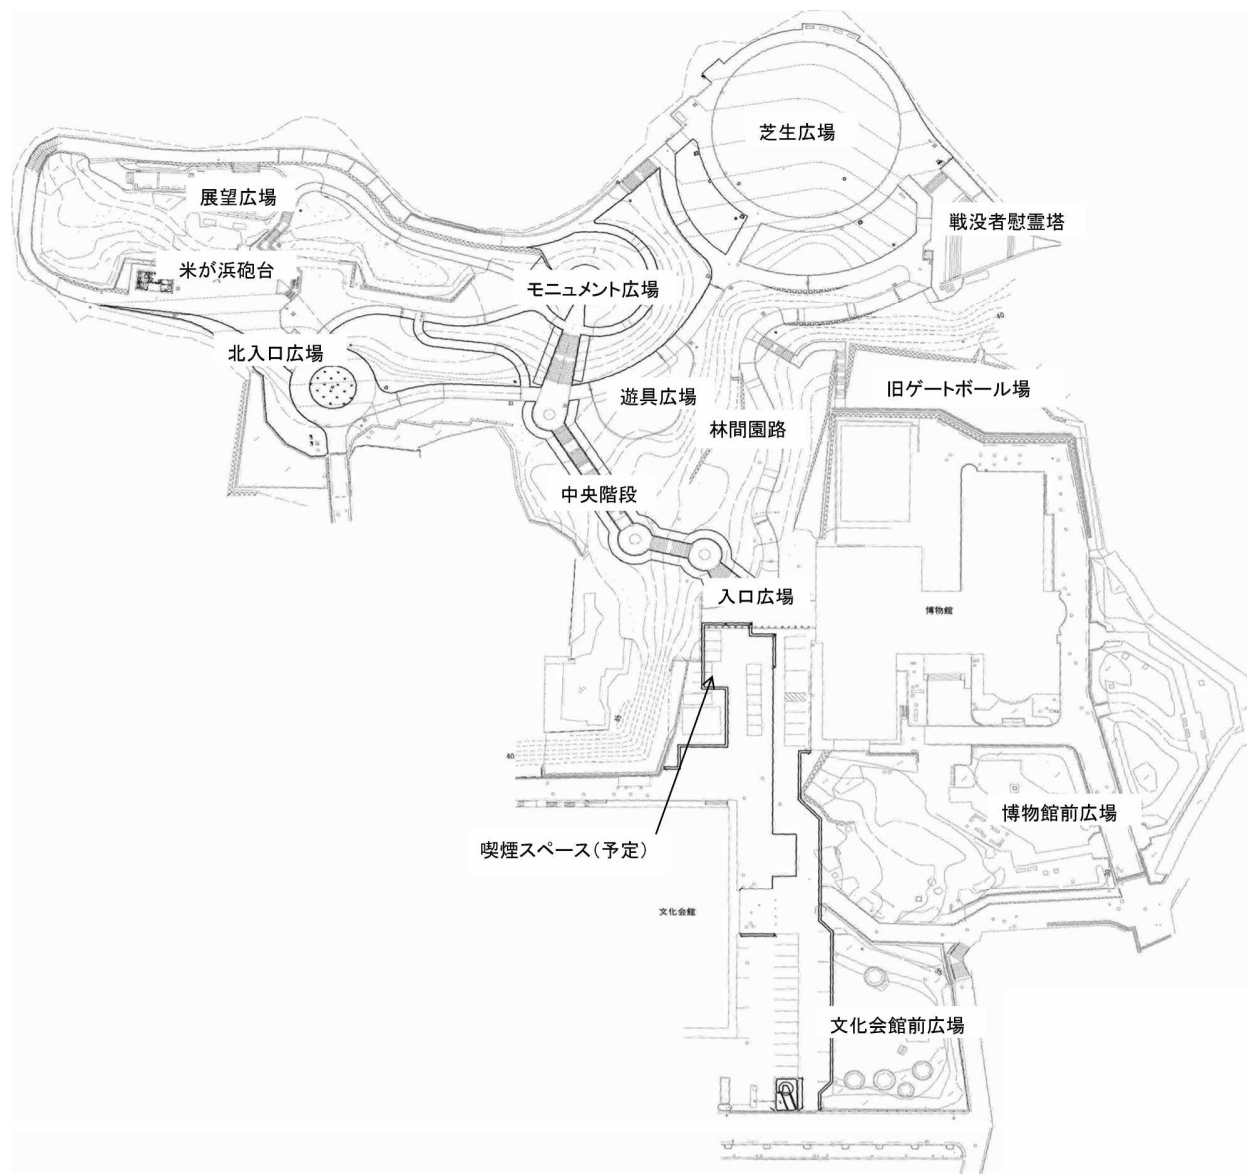 芝生広場
展望広場
戦没者慰霊塔
米が浜砲台
モニュメント広場
北入口広場
遊具広場
旧ゲートボール場
林間園路
中央階段
入口広場
博物館
40
45
40
博物館前広場
喫煙スペース(予定)
文化会館
文化会館前広場